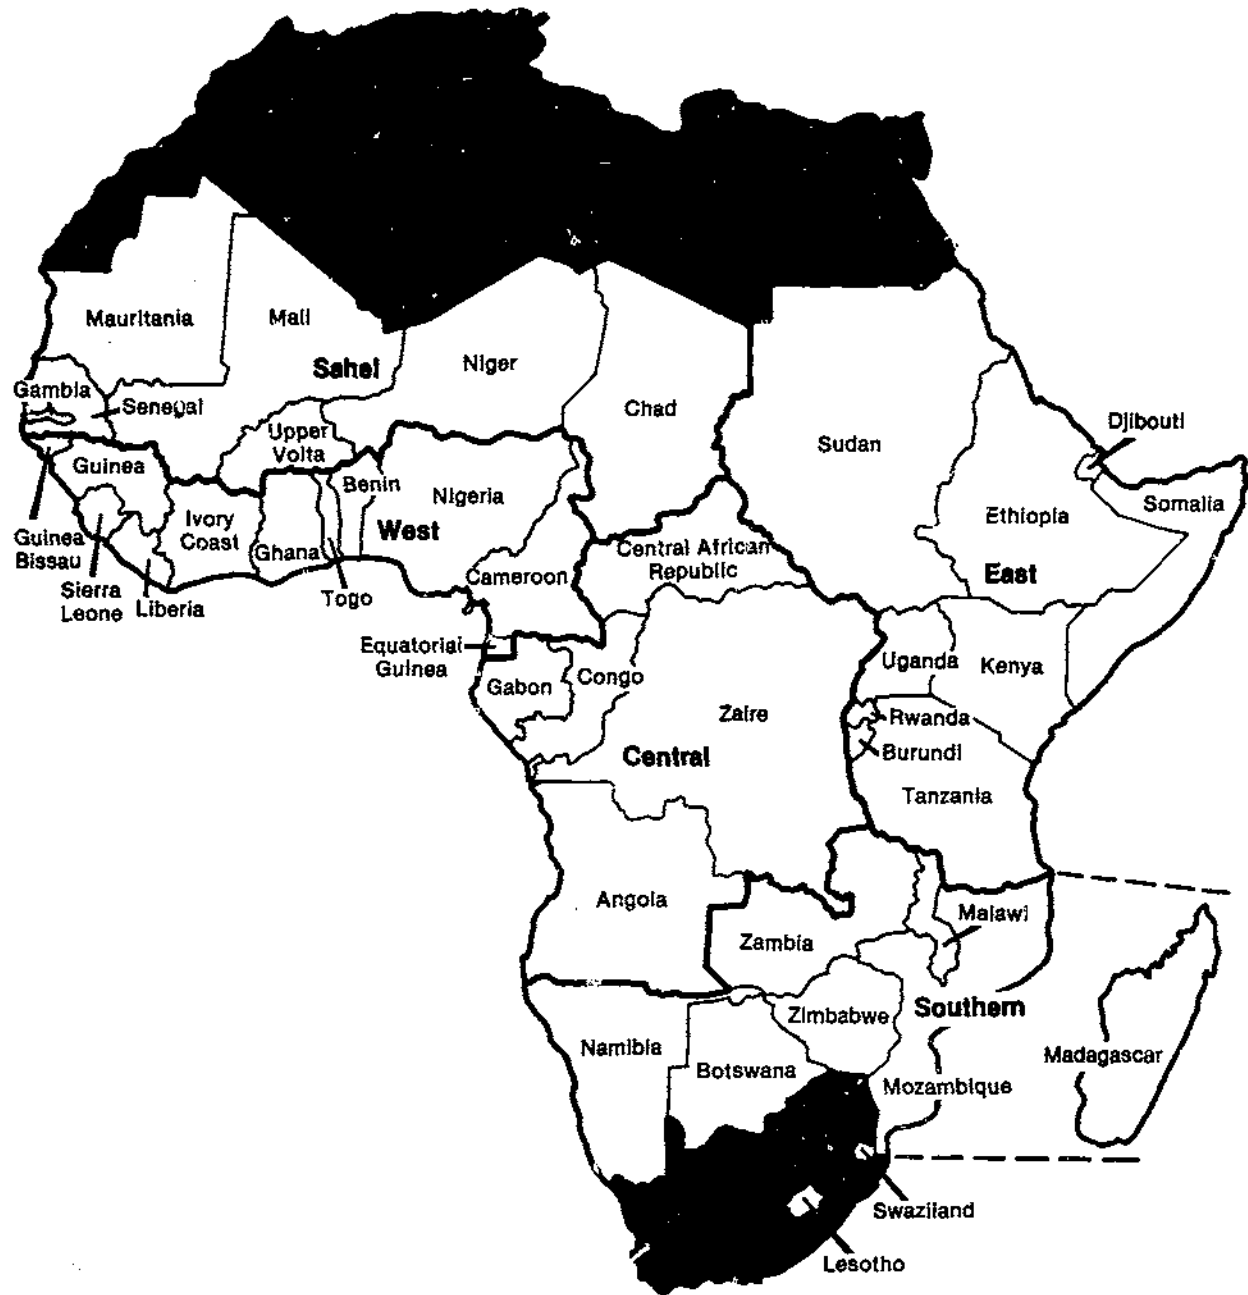 Mauritania
Mali
Sahel
Niger
Chad
Sudan
Djibouti
Gambia
Senegal
Upper
Volta
Guinea
Benin
Nigeria
West
Ivory
Coast
Ghana
Guinea
Bissau
Sierra
Leone
Liberia
Togo
Cameroon
Central African
Republic
Ethiopia
Somalia
East
Equatorial
Guinea
Gabon
Congo
Zaire
Central
Uganda
Kenya
Rwanda
Burundi
Tanzania
Angola
Zambia
Malawi
Southern
Zimbabwe
Namibia
Botswana
Mozambique
Madagascar
Swaziland
Lesotho